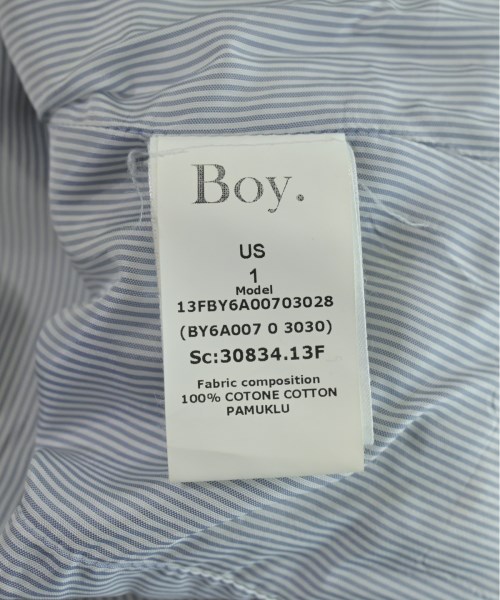 Boy.
US
1
Model
13FBY6A00703028
(BY6A007 0 3030)
Sc:30834.13F
Fabric composition
100% COTONE COTTON
PAMUKLU